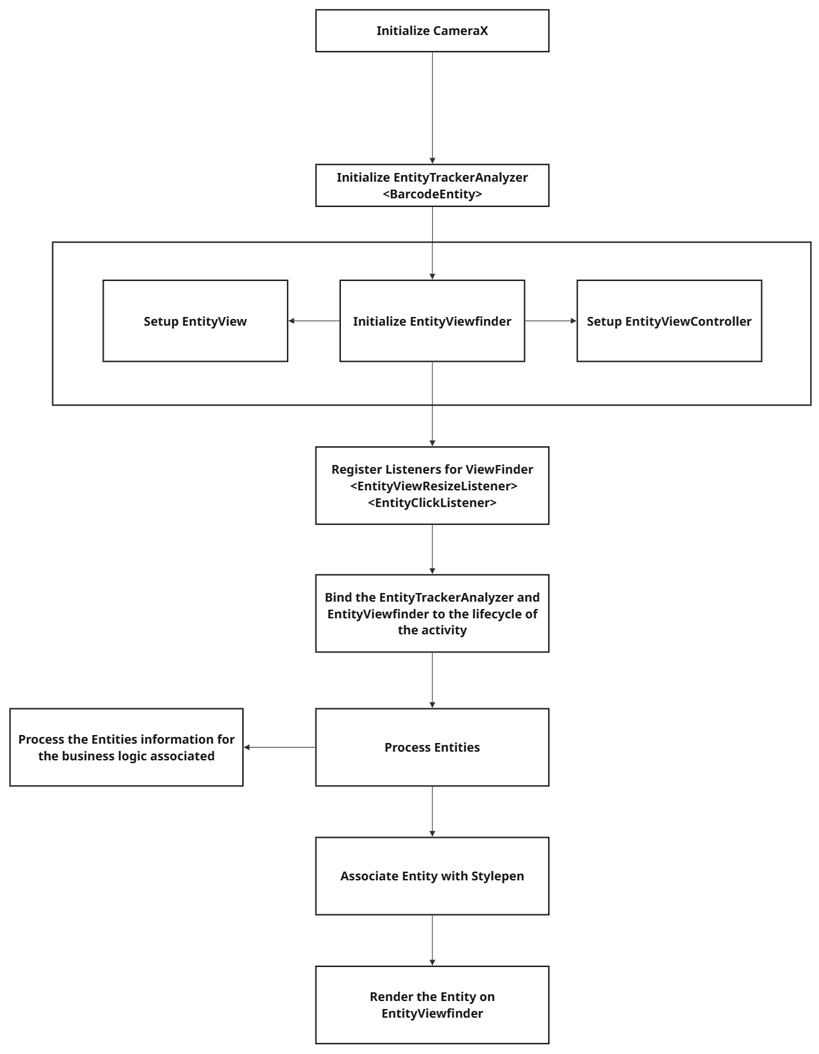 Initialize CameraX
Initialize EntityTrackerAnalyzer
<BarcodeEntity>
Setup EntityView
Initialize EntityViewfinder
Setup EntityViewController
Register Listeners for ViewFinder
<EntityViewResizeListener>
<EntityClickListener>
Bind the EntityTrackerAnalyzer and
EntityViewfinder to the lifecycle of
the activity
Process the Entities information for
the business logic associated
Process Entities
Associate Entity with Stylepen
Render the Entity on
EntityViewfinder